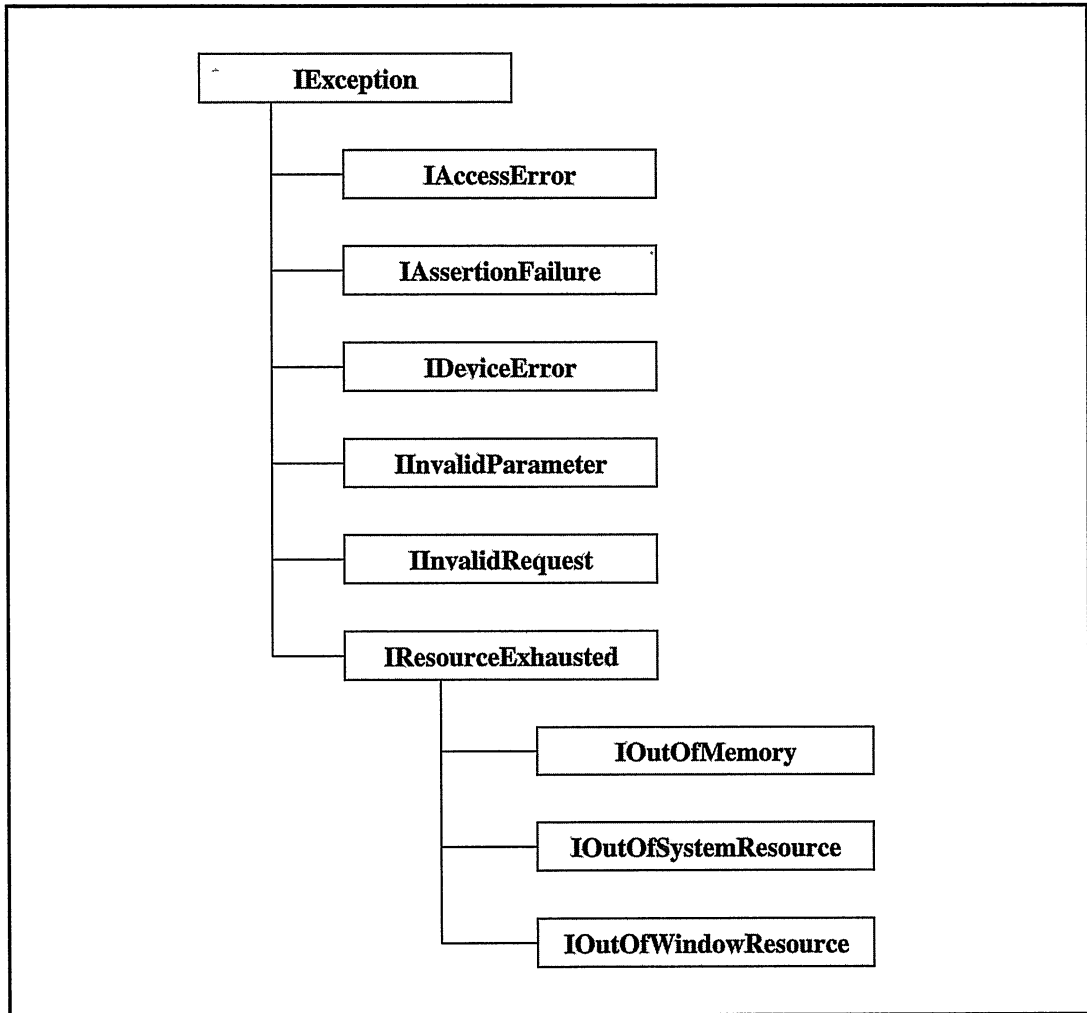 IException
IAccessError
IAssertionFailure
IDeviceError
IInvalidParameter
IInvalidRequest
IResourceExhausted
IOutOfMemory
IOutOfSystemResource
IOutOfWindowResource